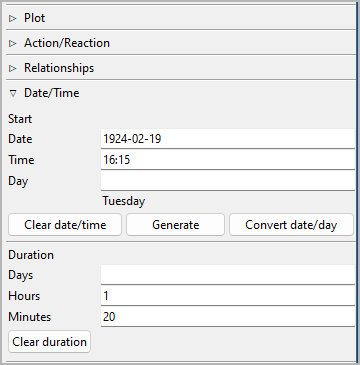 Plot
Action/Reaction
Relationships
Date/Time
Start
Date 1924-02-19
Time 16:15
Day
Tuesday
Clear date/time Generate Convert date/day
Duration
Days
Hours 1
Minutes 20
Clear duration